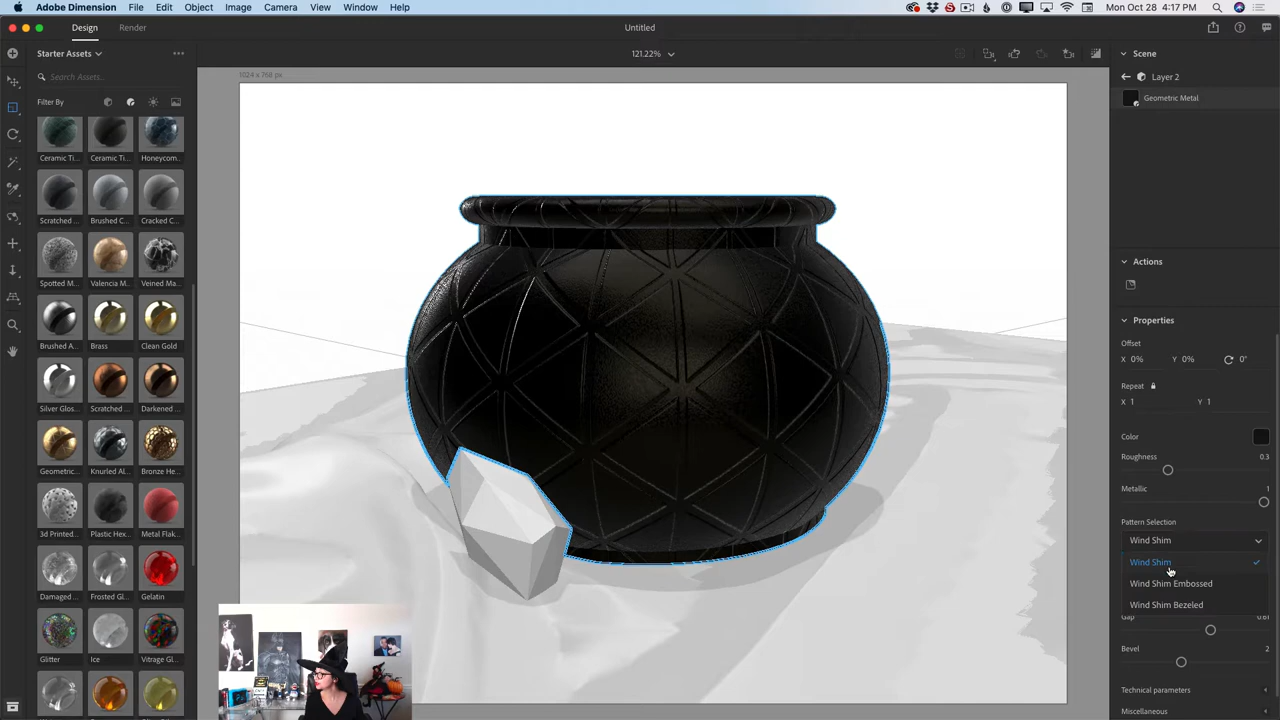 Adobe Dimension File Edit Object Image Camera View Window Help Mon Oct 28 4:17 PM
Design Render Untitled
Starter Assets 121.22% Scene
Search Assets... 1024 x 768 px Layer 2
Filter By Geometric Metal
Ceramic Ti... Ceramic Ti... Honeycom...
Scratched ... Brushed C... Cracked C...
Spotted M... Valencia M... Veined Ma...
Actions
Brushed A... Brass Clean Gold
Properties
Offset
X 0% Y 0% 0°
Repeat
X 1 Y 1
Silver Glos... Scratched ... Darkened ...
Color
Roughness 0.3
Geometric... Knurled Al... Bronze He...
Metallic 1
Pattern Selection
3d Printed... Plastic Hex... Metal Flak...
Wind Shim
Wind Shim
Wind Shim Embossed
Wind Shim Bezeled
Damaged ... Frosted Gl... Gelatin
Gap 0.61
Bevel 2
Glitter Ice Vitrage Gl...
Technical parameters
Miscellaneous